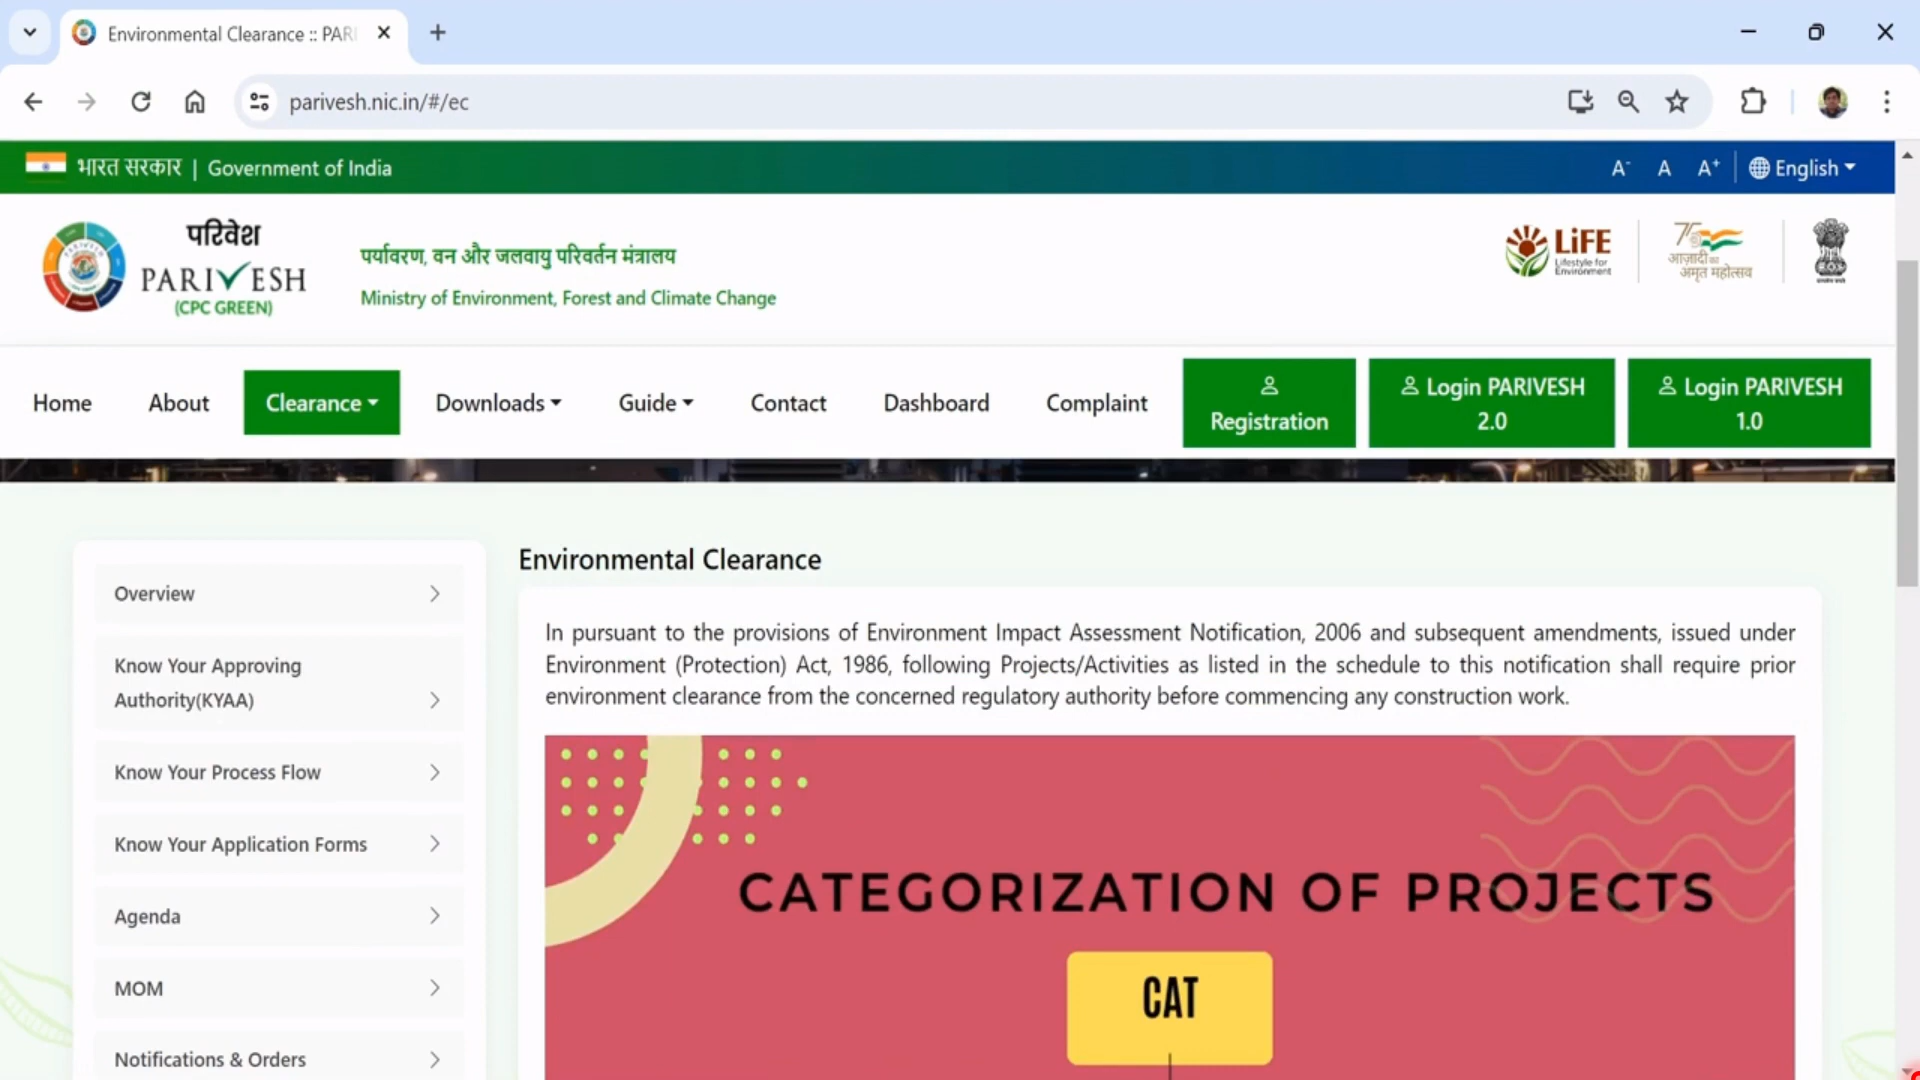 Environmental Clearance :: PARI
parivesh.nic.in/#/ec
भारत सरकार | Government of India
A- A A+ English
परिवेश
PARIVESH
(CPC GREEN)
पर्यावरण, वन और जलवायु परिवर्तन मंत्रालय
Ministry of Environment, Forest and Climate Change
LiFE
Lifestyle for
Environment
75
आज़ादी का
अमृत महोत्सव
Home About Clearance Downloads Guide Contact Dashboard Complaint
Registration
Login PARIVESH
2.0
Login PARIVESH
1.0
Overview
Know Your Approving
Authority(KYAA)
Know Your Process Flow
Know Your Application Forms
Agenda
MOM
Notifications & Orders
Environmental Clearance
In pursuant to the provisions of Environment Impact Assessment Notification, 2006 and subsequent amendments, issued under
Environment (Protection) Act, 1986, following Projects/Activities as listed in the schedule to this notification shall require prior
environment clearance from the concerned regulatory authority before commencing any construction work.
CATEGORIZATION OF PROJECTS
CAT